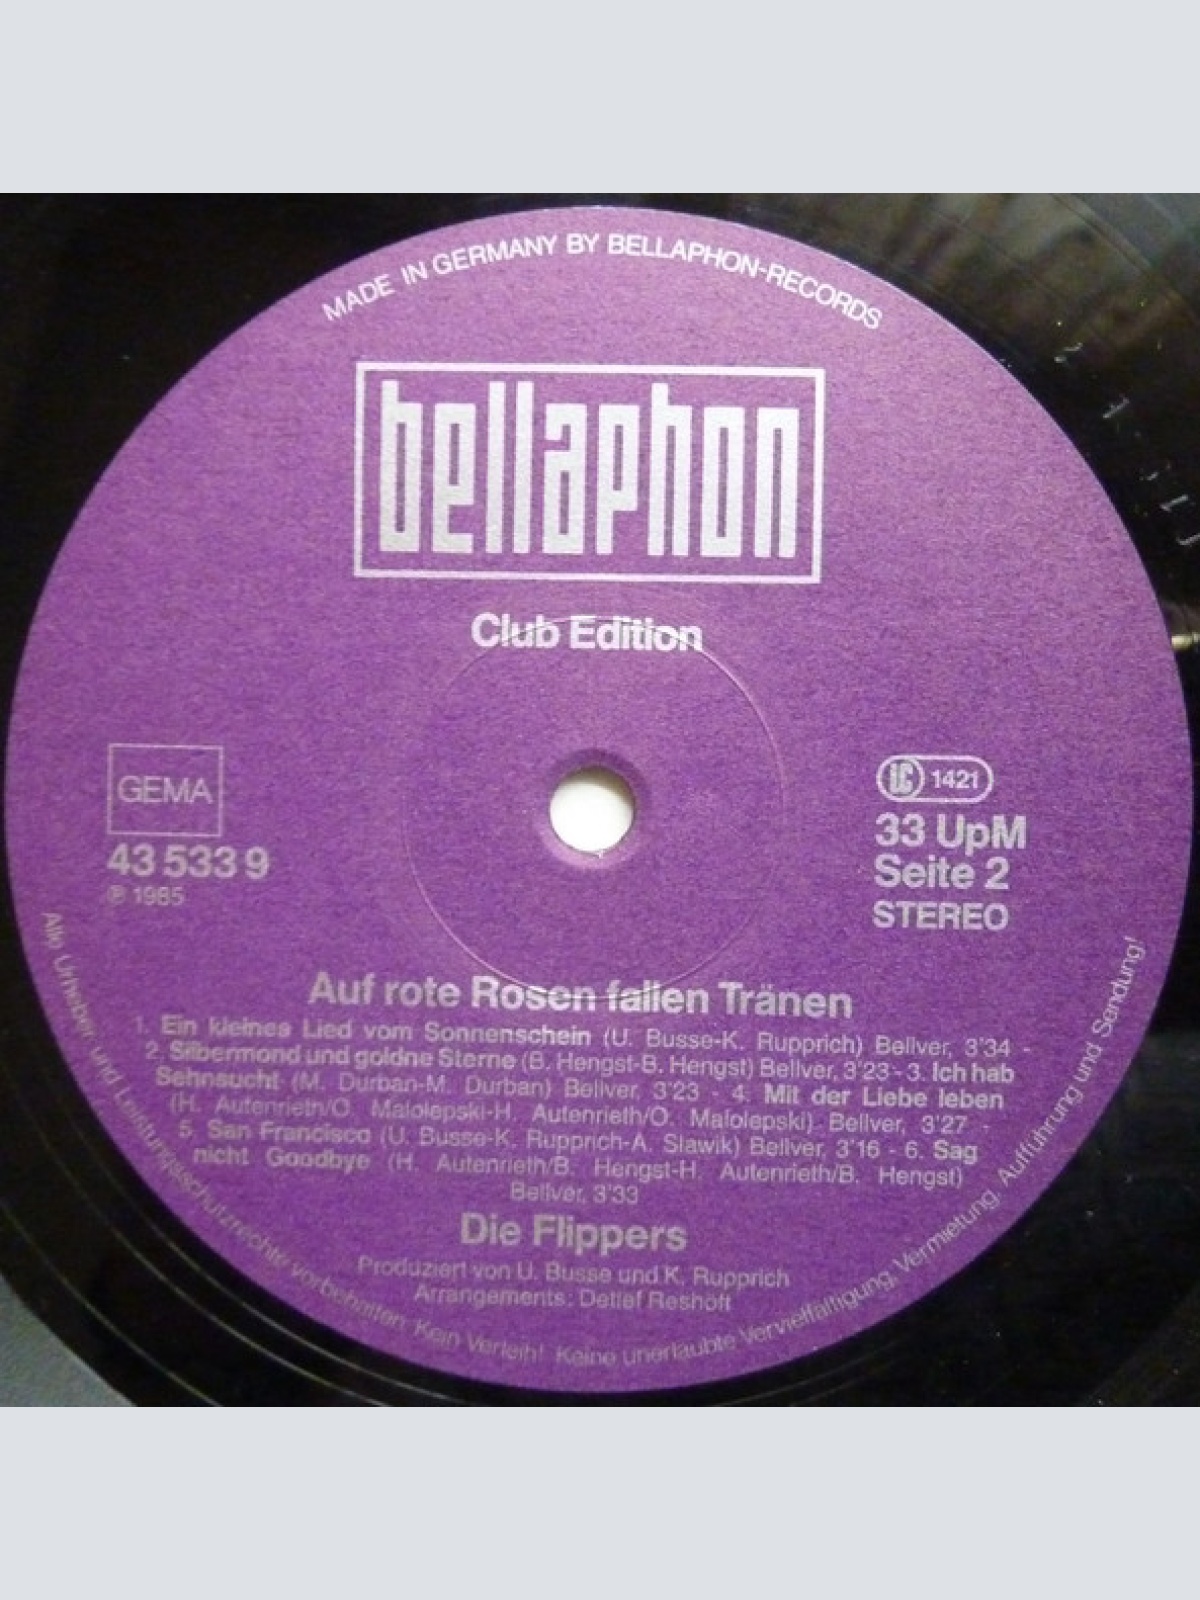 MADE IN GERMANY BY BELLAPHON-RECORDS
bellaphon
Club Edition
GEMA
43 533 9
℗ 1985
LC 1421
33 UpM
Seite 2
STEREO
Auf rote Rosen fallen Tränen
1. Ein kleines Lied vom Sonnenschein (U. Busse-K. Rupprich) Bellver, 3'34 -
2. Silbermond und goldne Sterne (B. Hengst-B. Hengst) Bellver, 3'23 - 3. Ich hab
Sehnsucht (M. Durban-M. Durban) Bellver, 3'23 - 4. Mit der Liebe leben
(H. Autenrieth/O. Malolepski-H. Autenrieth/O. Malolepski) Bellver, 3'27 -
5. San Francisco (U. Busse-K. Rupprich-A. Slawik) Bellver, 3'16 - 6. Sag
nicht Goodbye (H. Autenrieth/B. Hengst-H. Autenrieth/B. Hengst)
Bellver, 3'33
Die Flippers
Produziert von U. Busse und K. Rupprich
Arrangements: Detlef Reshöft
Alle Urheber- und Leistungsschutzrechte vorbehalten. Kein Verleih! Keine unerlaubte Vervielfältigung, Vermietung, Aufführung und Sendung!